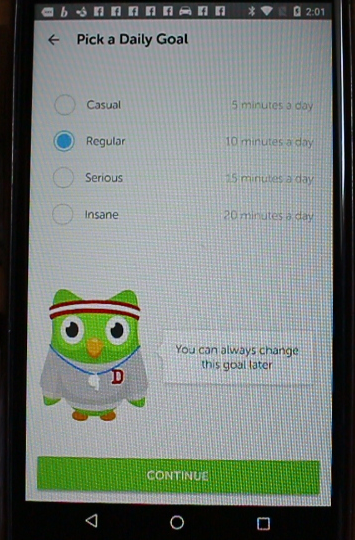 2:01
Pick a Daily Goal
Casual 5 minutes a day
Regular 10 minutes a day
Serious 15 minutes a day
Insane 20 minutes a day
D
You can always change
this goal later
CONTINUE